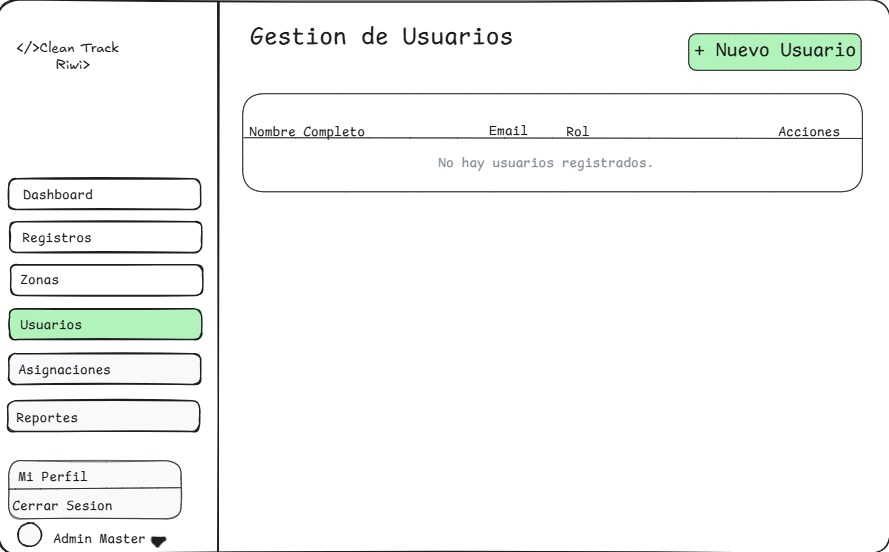 </>Clean Track
Riwi>
Gestion de Usuarios
+ Nuevo Usuario
Nombre Completo Email Rol Acciones
No hay usuarios registrados.
Dashboard
Registros
Zonas
Usuarios
Asignaciones
Reportes
Mi Perfil
Cerrar Sesion
Admin Master